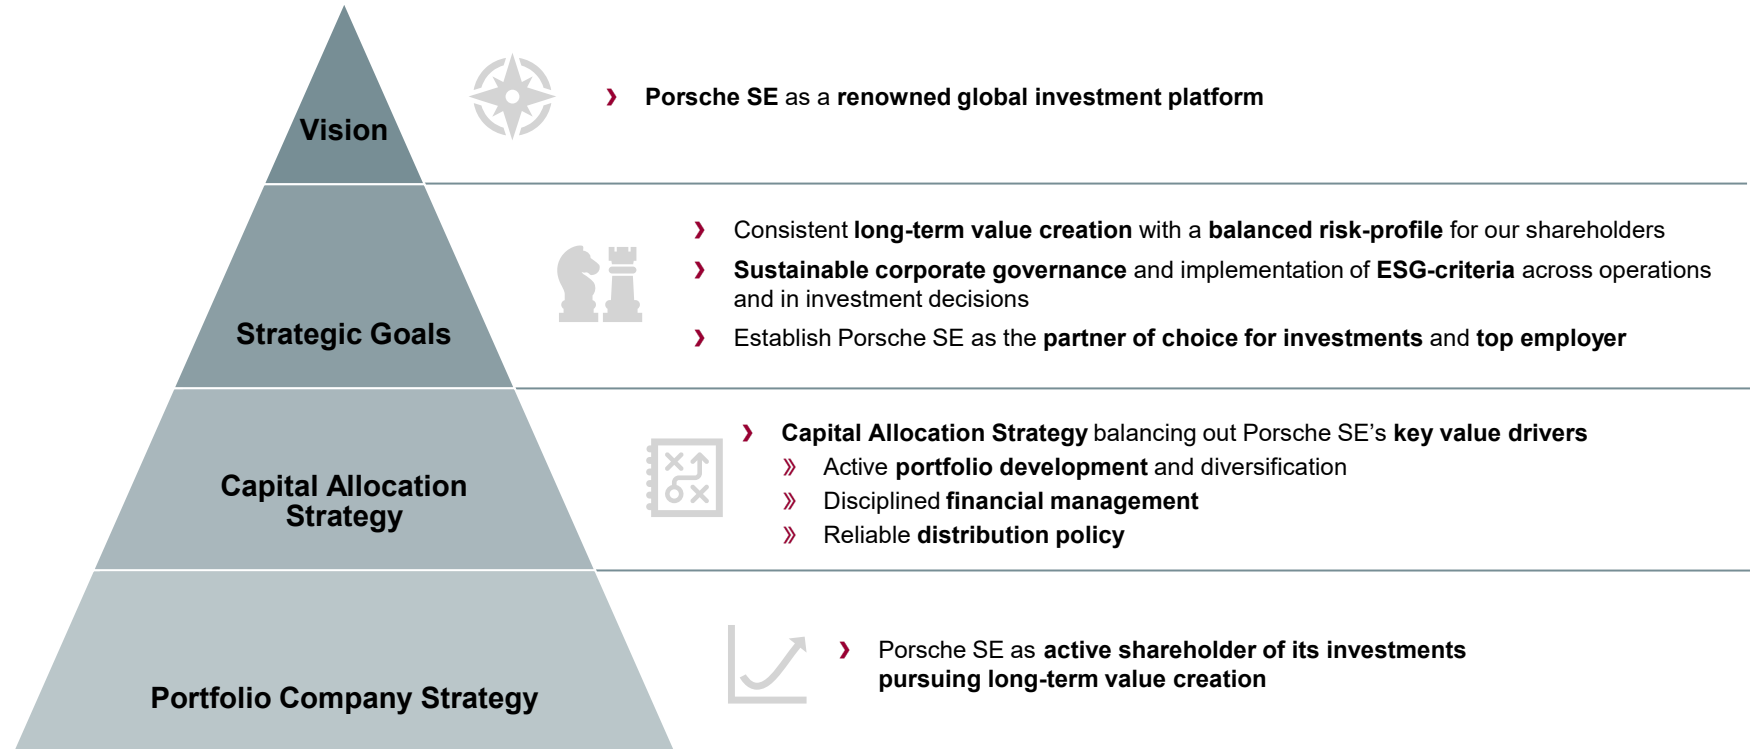 Vision
Porsche SE as a renowned global investment platform
Strategic Goals
Consistent long-term value creation with a balanced risk-profile for our shareholders
Sustainable corporate governance and implementation of ESG-criteria across operations
and in investment decisions
Establish Porsche SE as the partner of choice for investments and top employer
Capital Allocation
Strategy
Capital Allocation Strategy balancing out Porsche SE’s key value drivers
Active portfolio development and diversification
Disciplined financial management
Reliable distribution policy
Portfolio Company Strategy
Porsche SE as active shareholder of its investments
pursuing long-term value creation